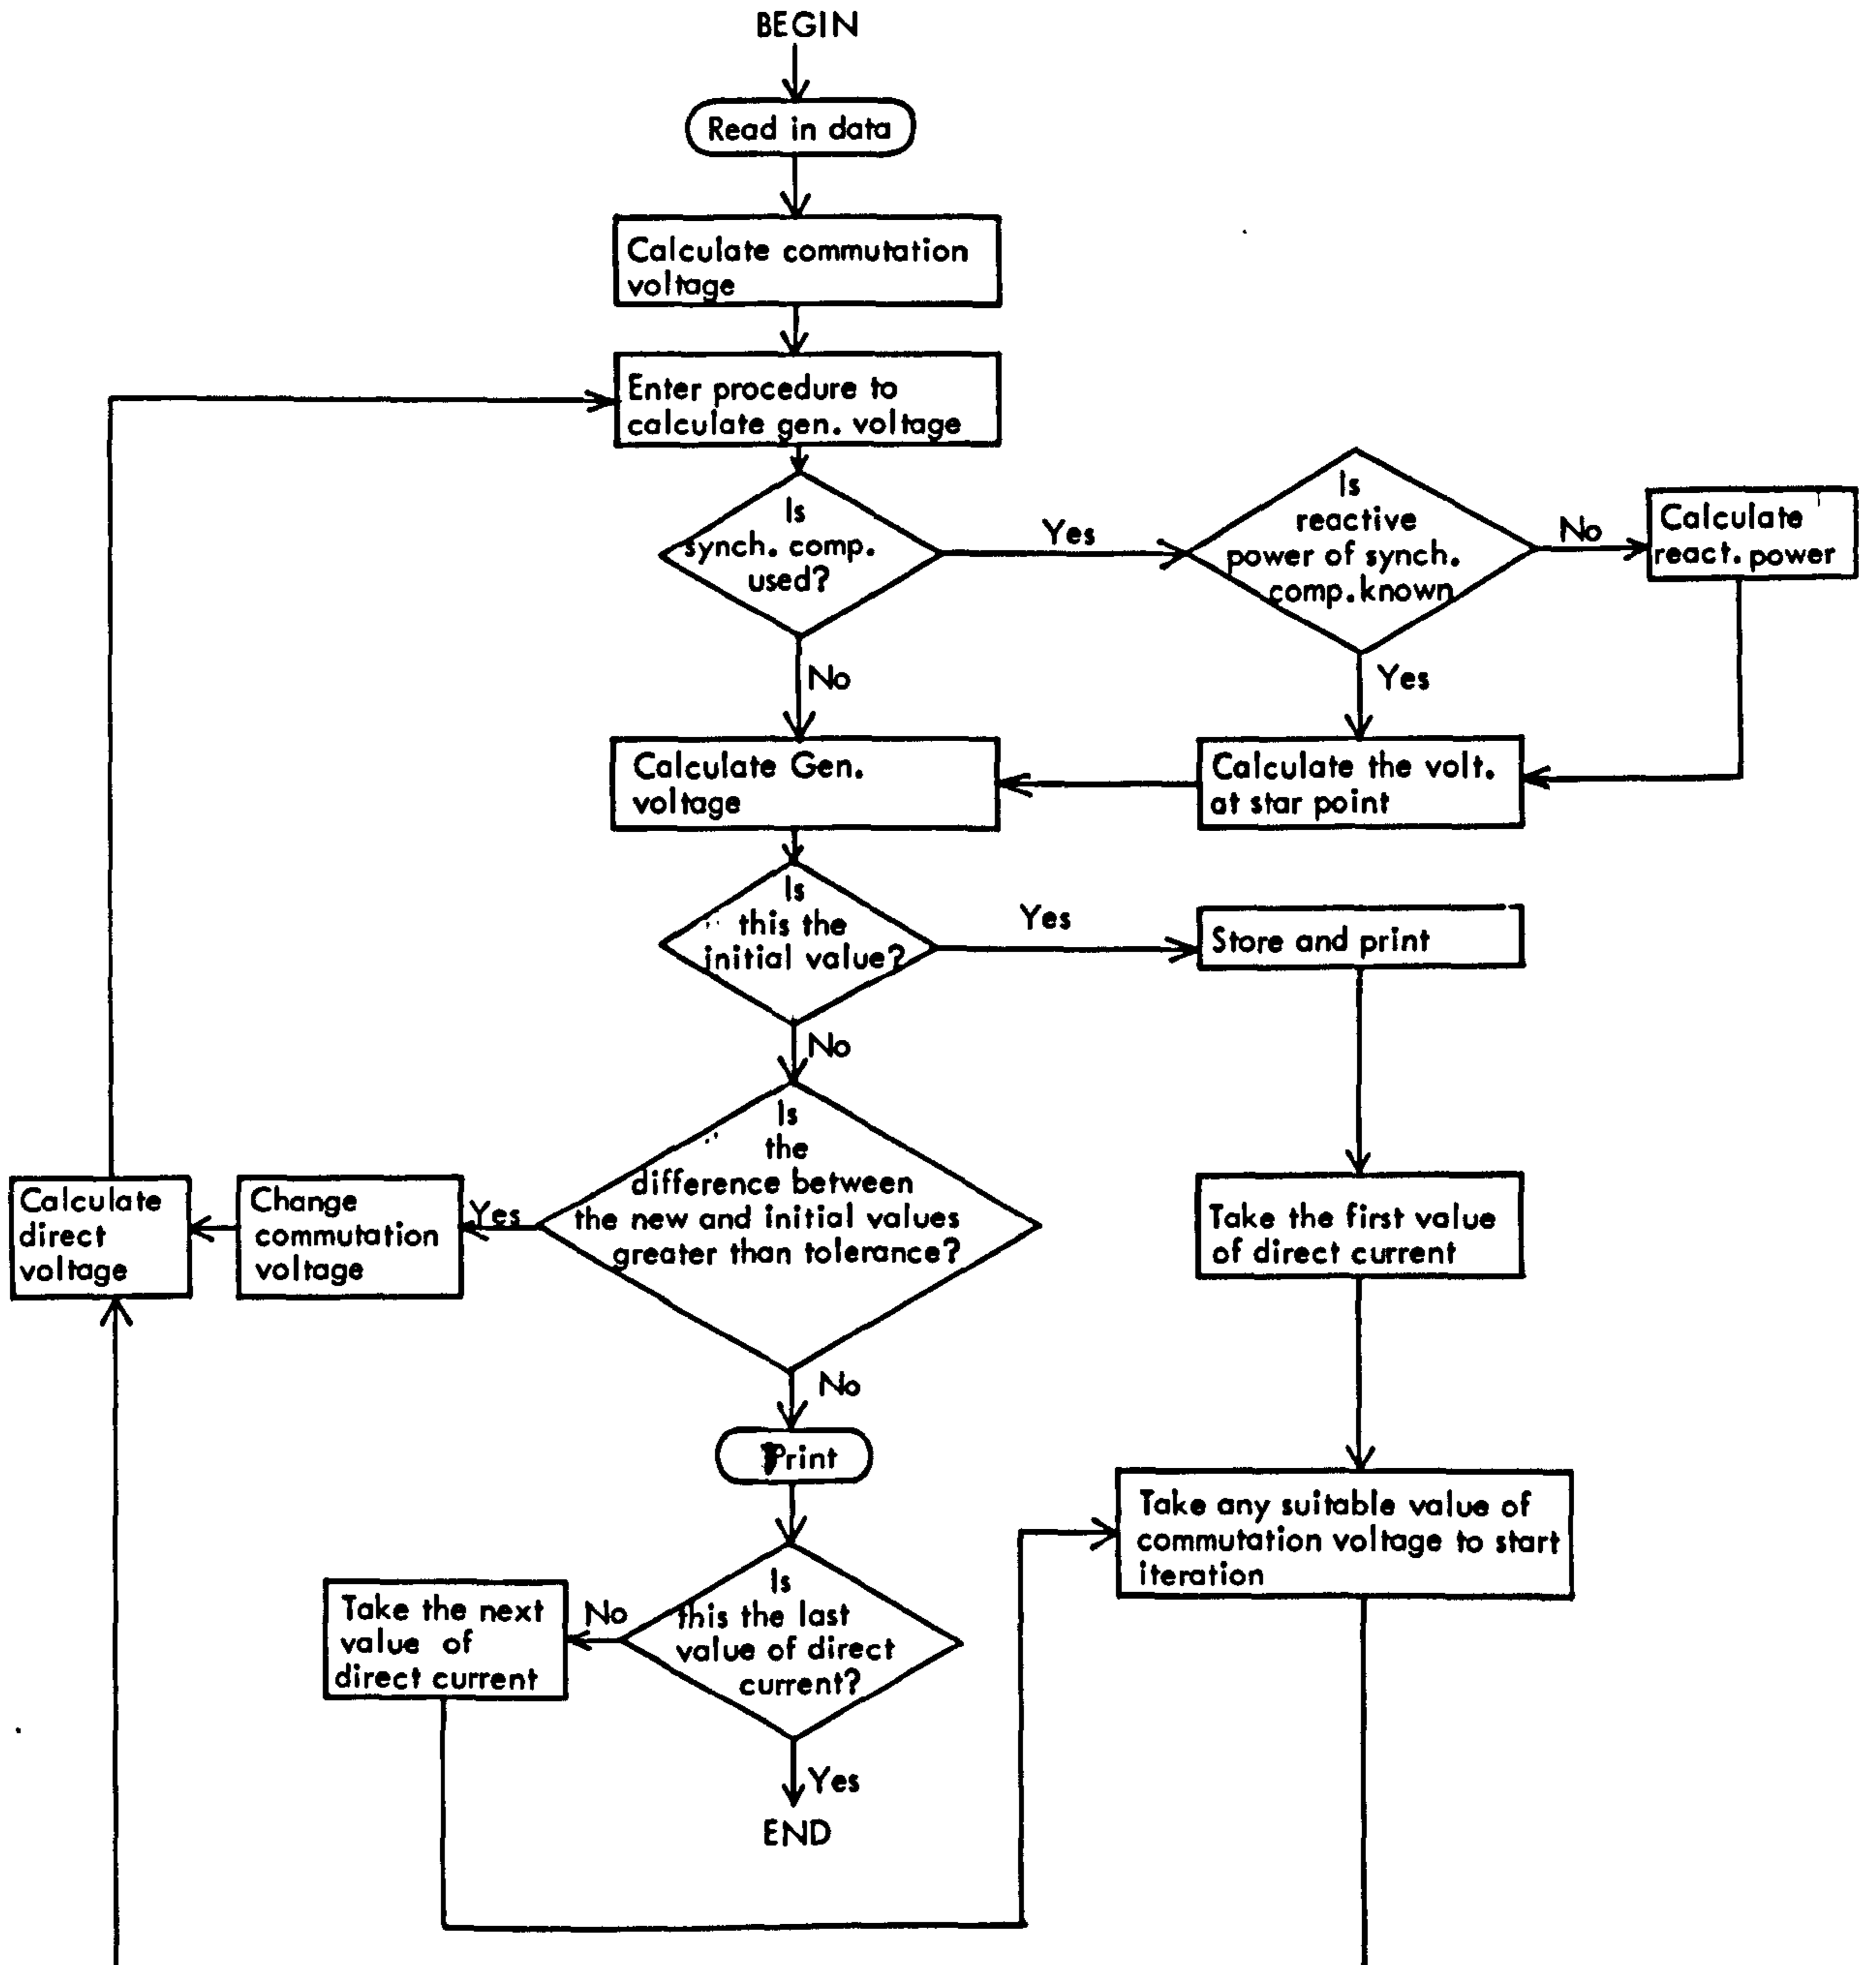 BEGIN
Read in data
Calculate commutation
voltage
Enter procedure to
calculate gen. voltage
Is
synch. comp.
used?
Yes
Is
reactive
power of synch.
comp.known
No
Calculate
react. power
No
Yes
Calculate Gen.
voltage
Calculate the volt.
at star point
Is
this the
initial value?
Yes
Store and print
No
Is
the
difference between
the new and initial values
greater than tolerance?
Yes
Change
commutation
voltage
Calculate
direct
voltage
Take the first value
of direct current
No
Print
Take any suitable value of
commutation voltage to start
iteration
Is
this the last
value of direct
current?
No
Take the next
value of
direct current
Yes
END